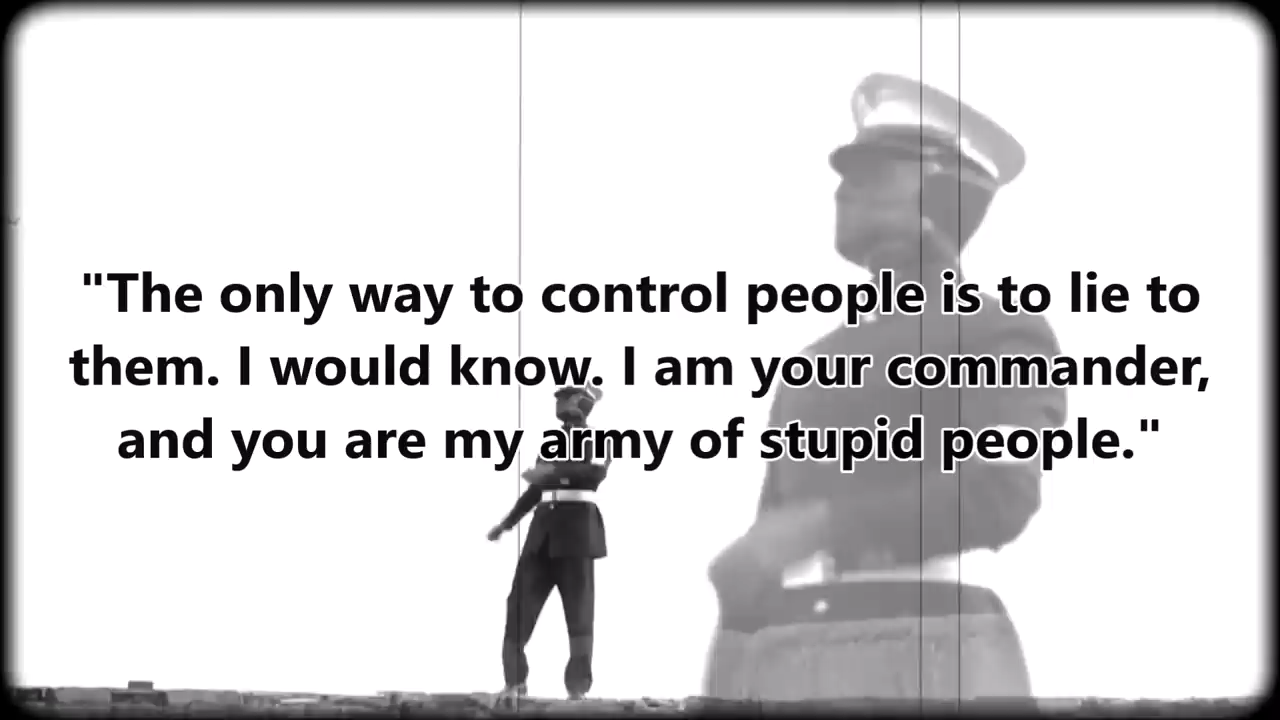 "The only way to control people is to lie to
them. I would know. I am your commander,
and you are my army of stupid people."